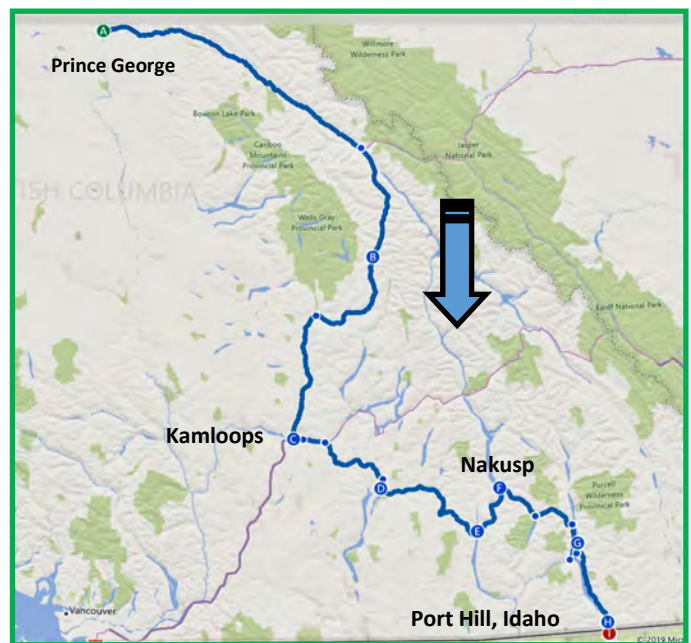 A
Prince George
Willmore
Wilderness Park
Bowron Lake Park
Cariboo
Mountains
Provincial Park
Jasper
National Park
ISH COLUMBIA
Wells Gray
Provincial Park
B
Banff National Park
Kamloops
C
Nakusp
D
F
Purcell
Wilderness
Provincial Park
E
G
Vancouver
Port Hill, Idaho
H
I
©2019 Mic